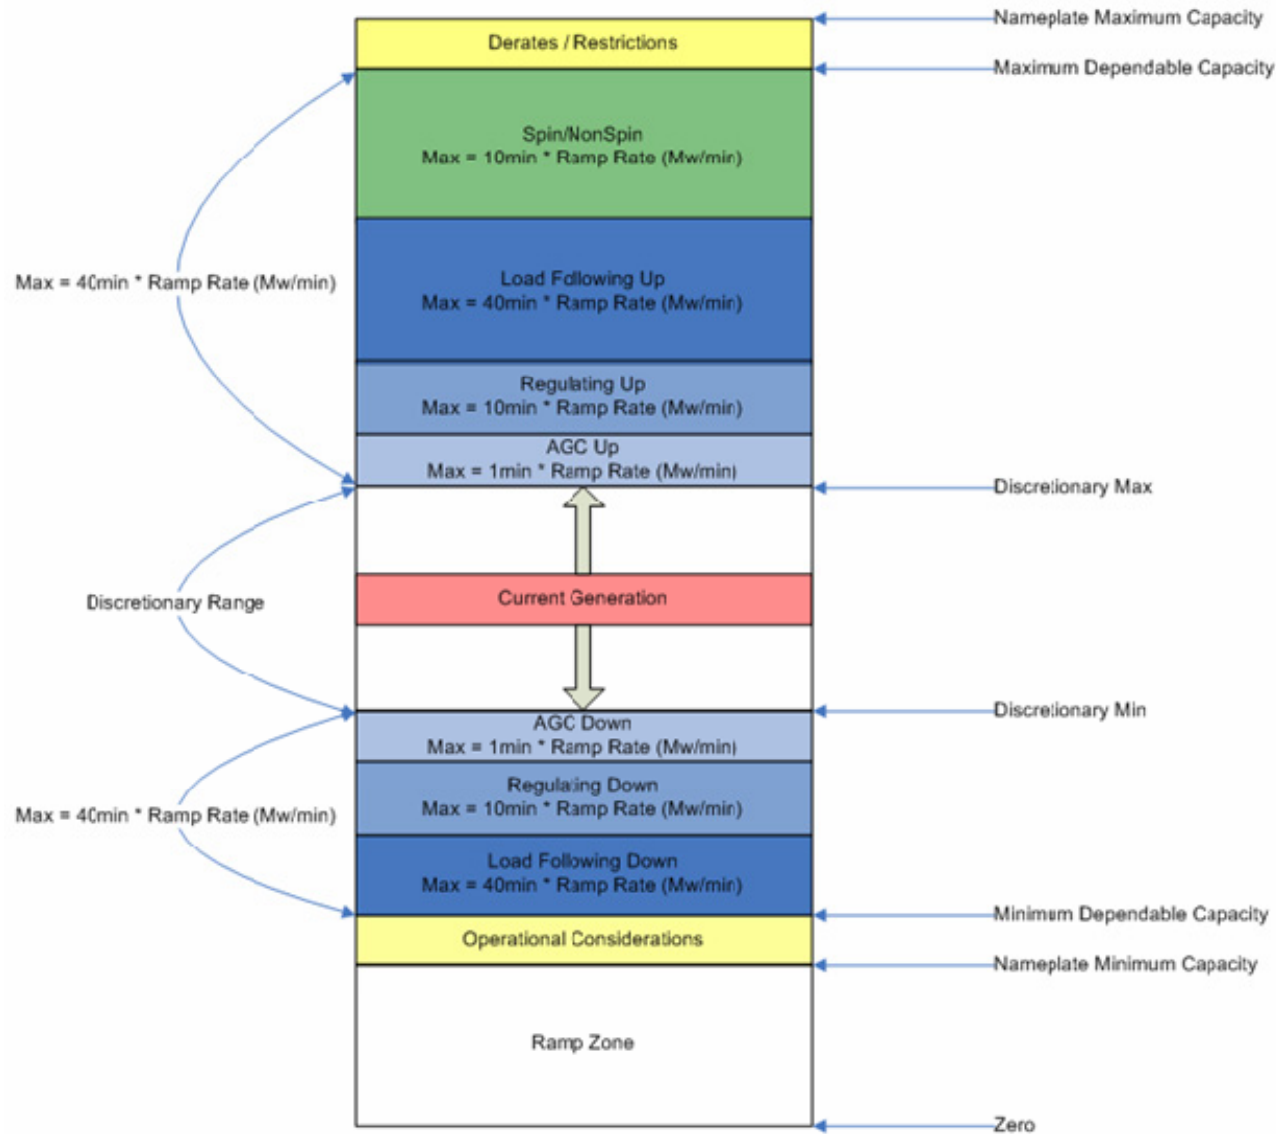 Nameplate Maximum Capacity
Derates / Restrictions
Maximum Dependable Capacity
Spin/NonSpin
Max = 10min * Ramp Rate (Mw/min)
Load Following Up
Max = 40min * Ramp Rate (Mw/min)
Max = 40min * Ramp Rate (Mw/min)
Regulating Up
Max = 10min * Ramp Rate (Mw/min)
AGC Up
Max = 1min * Ramp Rate (Mw/min)
Discretionary Max
Current Generation
Discretionary Range
Discretionary Min
AGC Down
Max = 1min * Ramp Rate (Mw/min)
Regulating Down
Max = 10min * Ramp Rate (Mw/min)
Max = 40min * Ramp Rate (Mw/min)
Load Following Down
Max = 40min * Ramp Rate (Mw/min)
Minimum Dependable Capacity
Operational Considerations
Nameplate Minimum Capacity
Ramp Zone
Zero